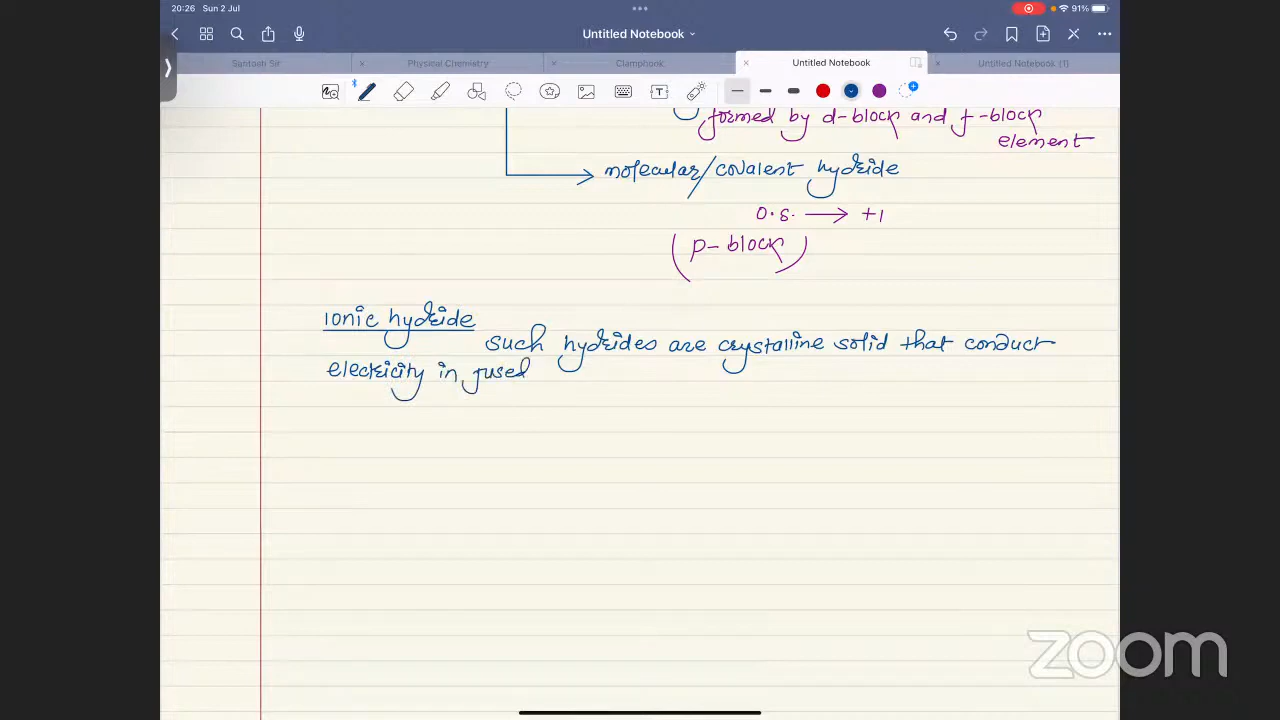 20:26 Sun 2 Jul
91%
Untitled Notebook
Santosh Sir
Physical Chemistry
Clamphook
Untitled Notebook
Untitled Notebook (1)
formed by d-block and f-block
element
molecular/covalent hydride
O.S. → +1
(p-block)
Ionic hydride
such hydrides are crystalline solid that conduct
electricity in fused
zoom